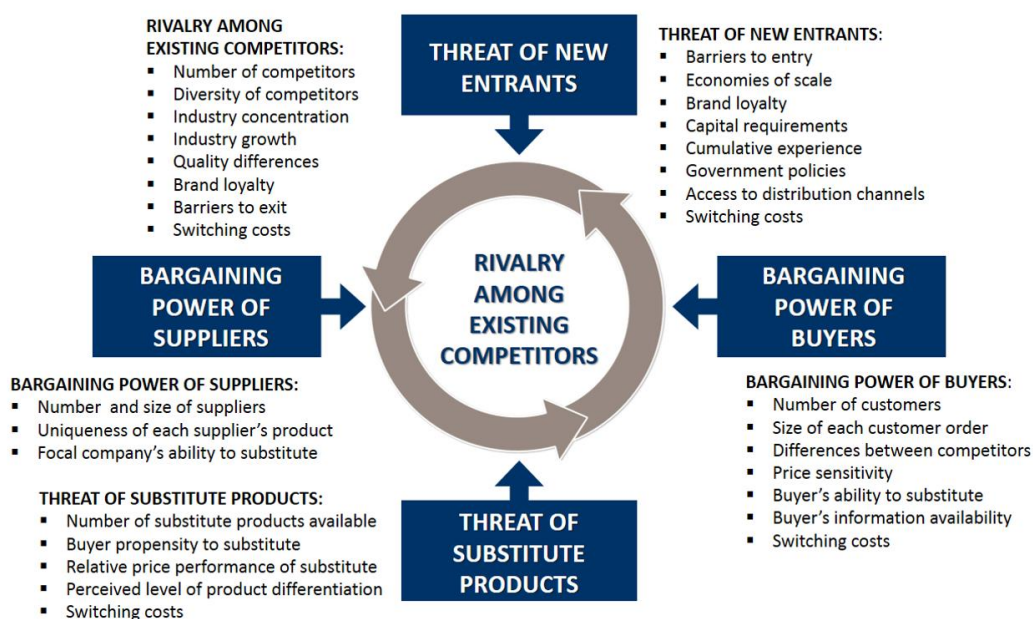 RIVALRY AMONG
EXISTING COMPETITORS:
▪ Number of competitors
▪ Diversity of competitors
▪ Industry concentration
▪ Industry growth
▪ Quality differences
▪ Brand loyalty
▪ Barriers to exit
▪ Switching costs
THREAT OF NEW
ENTRANTS
THREAT OF NEW ENTRANTS:
▪ Barriers to entry
▪ Economies of scale
▪ Brand loyalty
▪ Capital requirements
▪ Cumulative experience
▪ Government policies
▪ Access to distribution channels
▪ Switching costs
BARGAINING
POWER OF
SUPPLIERS
RIVALRY
AMONG
EXISTING
COMPETITORS
BARGAINING
POWER OF
BUYERS
BARGAINING POWER OF SUPPLIERS:
▪ Number and size of suppliers
▪ Uniqueness of each supplier’s product
▪ Focal company’s ability to substitute
BARGAINING POWER OF BUYERS:
▪ Number of customers
▪ Size of each customer order
▪ Differences between competitors
▪ Price sensitivity
▪ Buyer’s ability to substitute
▪ Buyer’s information availability
▪ Switching costs
THREAT OF SUBSTITUTE PRODUCTS:
▪ Number of substitute products available
▪ Buyer propensity to substitute
▪ Relative price performance of substitute
▪ Perceived level of product differentiation
▪ Switching costs
THREAT OF
SUBSTITUTE
PRODUCTS